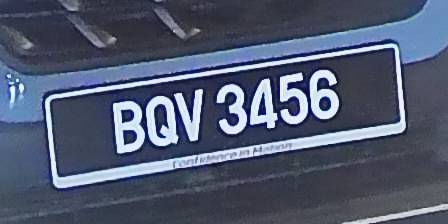 BQV 3456
Confidence in Motion